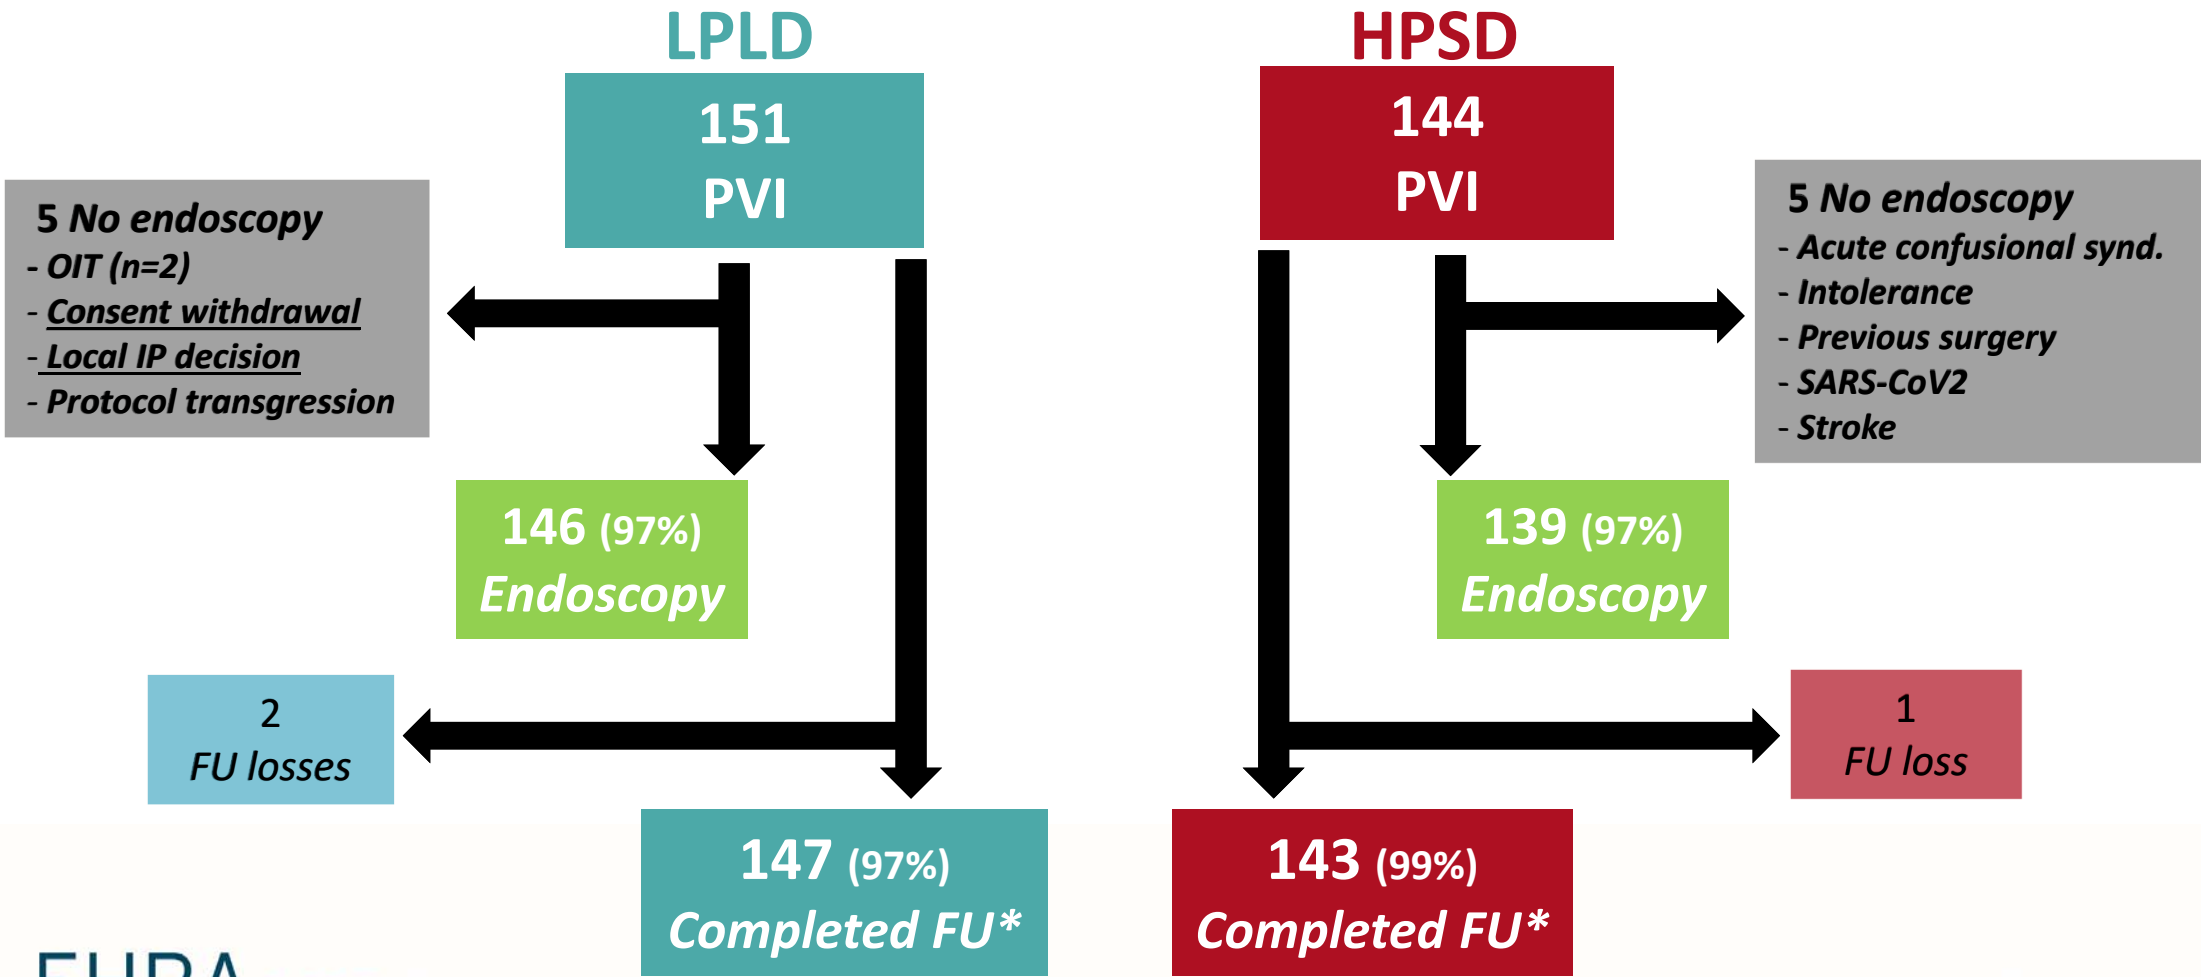 LPLD
151
PVI
5 No endoscopy
- OIT (n=2)
- Consent withdrawal
- Local IP decision
- Protocol transgression
146 (97%)
Endoscopy
2
FU losses
147 (97%)
Completed FU*
HPSD
144
PVI
5 No endoscopy
- Acute confusional synd.
- Intolerance
- Previous surgery
- SARS-CoV2
- Stroke
139 (97%)
Endoscopy
1
FU loss
143 (99%)
Completed FU*